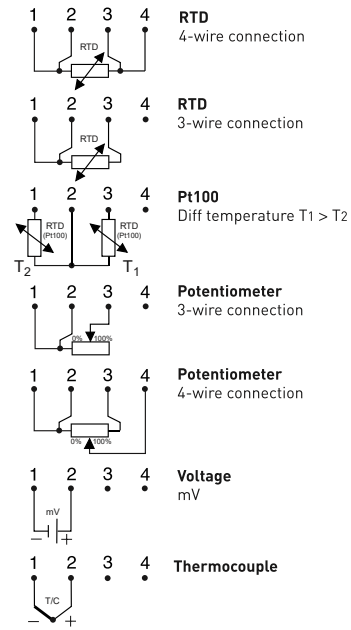 1 2 3 4 RTD
RTD 4-wire connection
1 2 3 4 RTD
RTD 3-wire connection
1 2 3 4 Pt100
RTD (Pt100) RTD (Pt100) Diff temperature T1 > T2
T2 T1
1 2 3 4 Potentiometer
3-wire connection
0% 100%
1 2 3 4 Potentiometer
4-wire connection
0% 100%
1 2 3 4 Voltage
mV
mV
− +
1 2 3 4 Thermocouple
T/C
− +